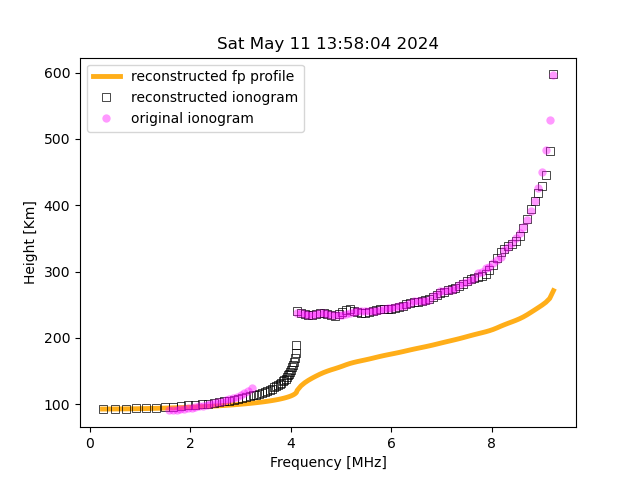 Sat May 11 13:58:04 2024
reconstructed fp profile
reconstructed ionogram
original ionogram
600
500
400
300
200
100
Height [Km]
0 2 4 6 8
Frequency [MHz]